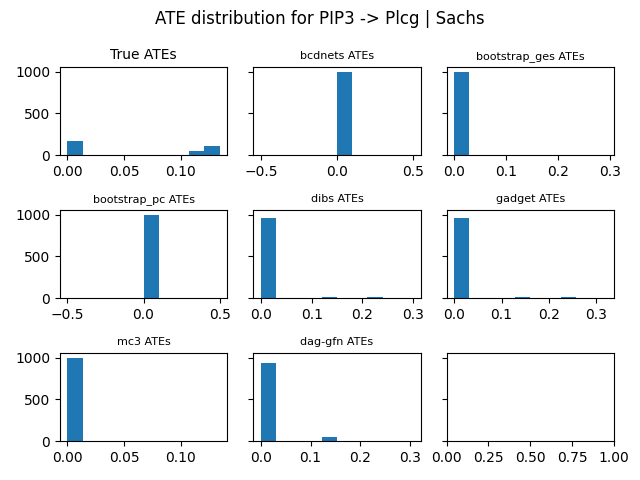 ATE distribution for PIP3 -> Plcg | Sachs
True ATEs
bcdnets ATEs
bootstrap_ges ATEs
1000
500
0
0.00 0.05 0.10
−0.5 0.0 0.5
0.0 0.1 0.2 0.3
bootstrap_pc ATEs
dibs ATEs
gadget ATEs
1000
500
0
−0.5 0.0 0.5
0.0 0.1 0.2 0.3
0.0 0.1 0.2 0.3
mc3 ATEs
dag-gfn ATEs
1000
500
0
0.00 0.05 0.10
0.0 0.1 0.2 0.3
0.00 0.25 0.50 0.75 1.00